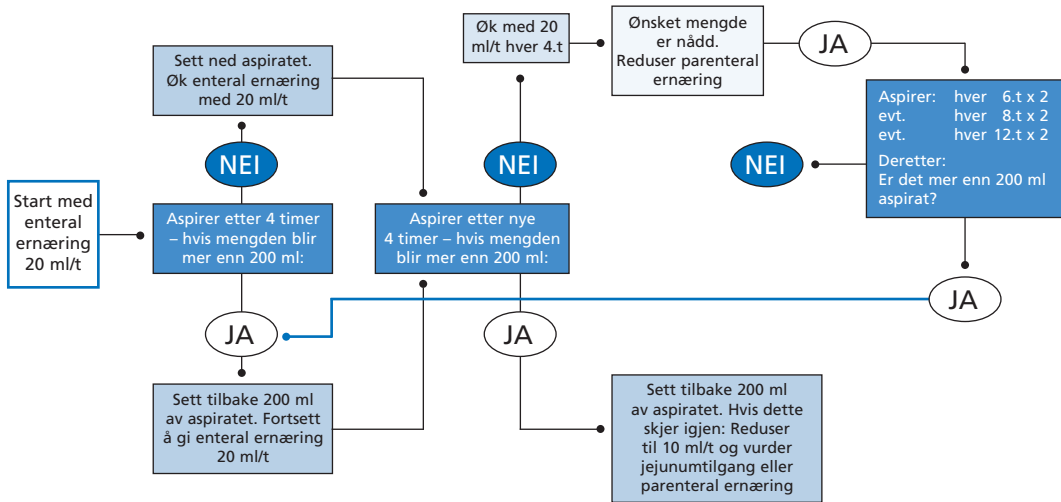 Start med
enteral
ernæring
20 ml/t
Sett ned aspiratet.
Øk enteral ernæring
med 20 ml/t
NEI
Aspirer etter 4 timer
– hvis mengden blir
mer enn 200 ml:
JA
Sett tilbake 200 ml
av aspiratet. Fortsett
å gi enteral ernæring
20 ml/t
Øk med 20
ml/t hver 4.t
NEI
Aspirer etter nye
4 timer – hvis mengden
blir mer enn 200 ml:
JA
Sett tilbake 200 ml
av aspiratet. Hvis dette
skjer igjen: Reduser
til 10 ml/t og vurder
jejunumtilgang eller
parenteral ernæring
Ønsket mengde
er nådd.
Reduser parenteral
ernæring
JA
Aspirer: hver 6.t x 2
evt. hver 8.t x 2
evt. hver 12.t x 2
Deretter:
Er det mer enn 200 ml
aspirat?
NEI
JA